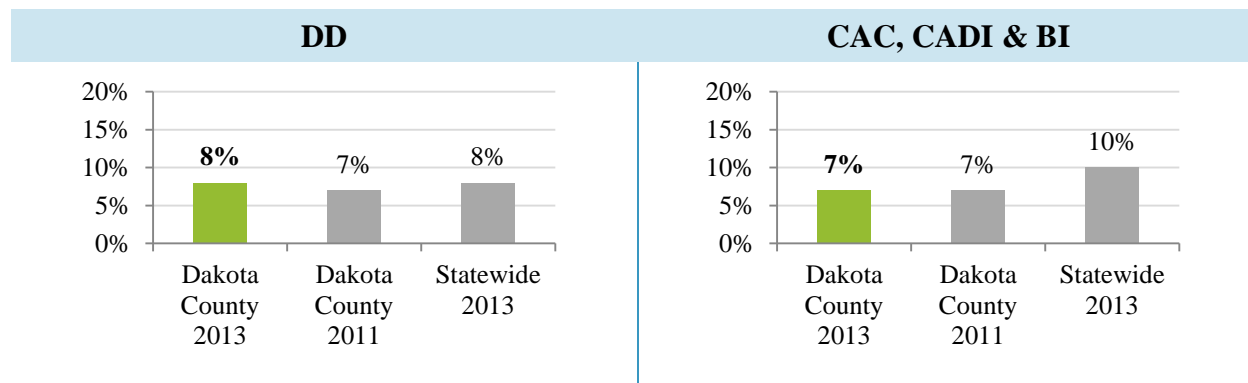 DD
20%
15%
10%
5%
0%
8%
7%
8%
Dakota
County
2013
Dakota
County
2011
Statewide
2013
CAC, CADI & BI
20%
15%
10%
5%
0%
7%
7%
10%
Dakota
County
2013
Dakota
County
2011
Statewide
2013